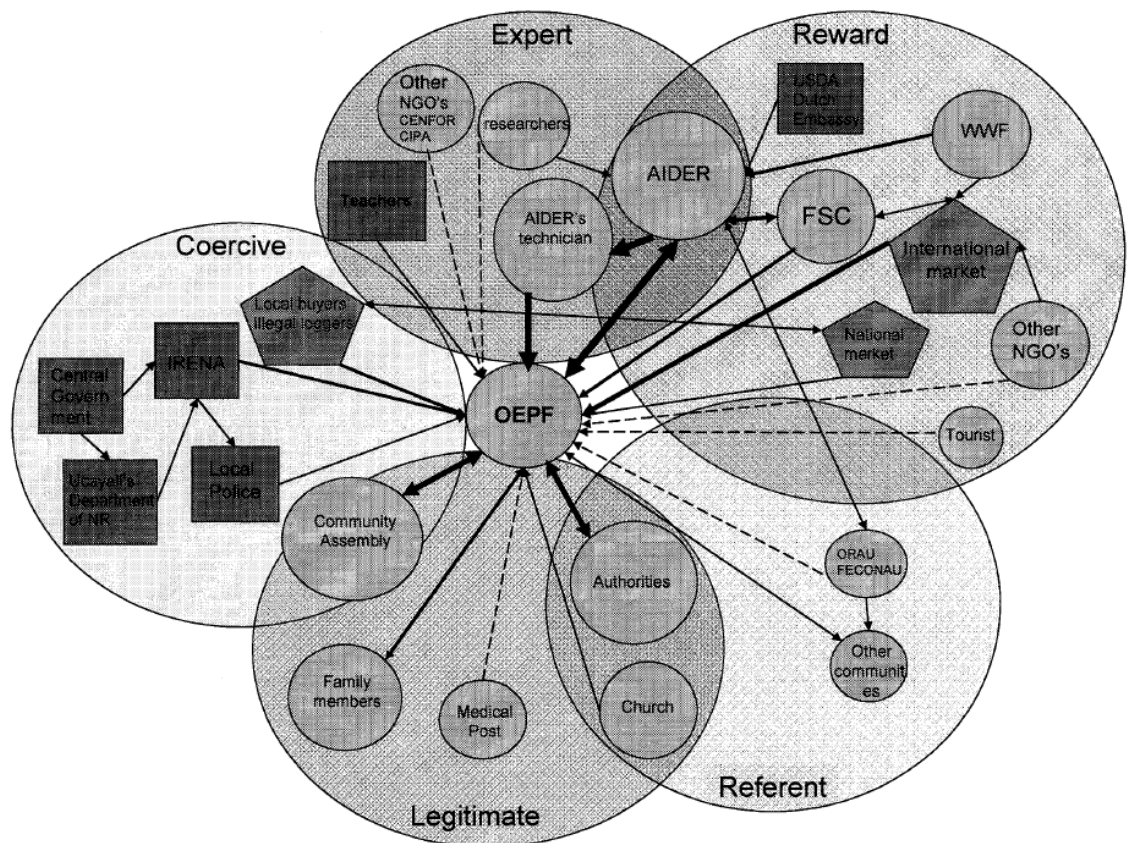 Expert
Reward
Other
NGO's
CENFOR
CIPA
researchers
USDA
Dutch
Embassy
WWF
AIDER
Teachers
AIDER's
technician
FSC
Coercive
International
market
Local buyers
Illegal loggers
National
market
Other
NGO's
IRENA
Central
Govern
ment
OEPF
Tourist
Local
Police
Ucayali's
Department
of NR
Community
Assembly
Authorities
ORAU
FECONAU
Other
communiti
es
Family
members
Medical
Post
Church
Referent
Legitimate